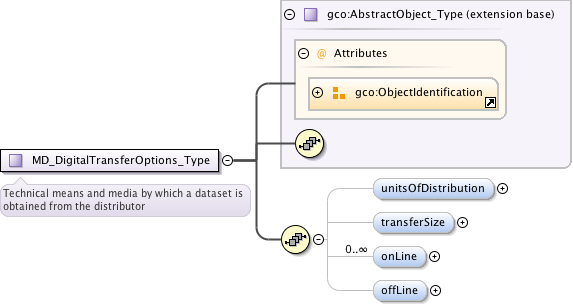 gco:AbstractObject_Type (extension base)
@ Attributes
gco:ObjectIdentification
MD_DigitalTransferOptions_Type
Technical means and media by which a dataset is
obtained from the distributor
unitsOfDistribution
transferSize
0..∞
onLine
offLine